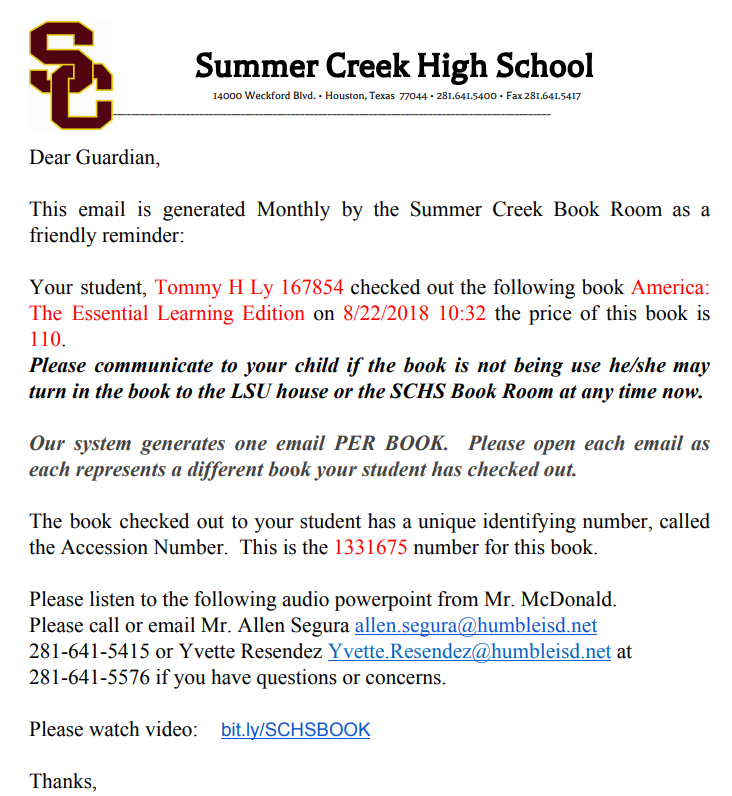 SC
Summer Creek High School
14000 Weckford Blvd. • Houston, Texas 77044 • 281.641.5400 • Fax 281.641.5417
Dear Guardian,
This email is generated Monthly by the Summer Creek Book Room as a
friendly reminder:
Your student, Tommy H Ly 167854 checked out the following book America:
The Essential Learning Edition on 8/22/2018 10:32 the price of this book is
110.
Please communicate to your child if the book is not being use he/she may
turn in the book to the LSU house or the SCHS Book Room at any time now.
Our system generates one email PER BOOK. Please open each email as
each represents a different book your student has checked out.
The book checked out to your student has a unique identifying number, called
the Accession Number. This is the 1331675 number for this book.
Please listen to the following audio powerpoint from Mr. McDonald.
Please call or email Mr. Allen Segura allen.segura@humbleisd.net
281-641-5415 or Yvette Resendez Yvette.Resendez@humbleisd.net at
281-641-5576 if you have questions or concerns.
Please watch video: bit.ly/SCHSBOOK
Thanks,